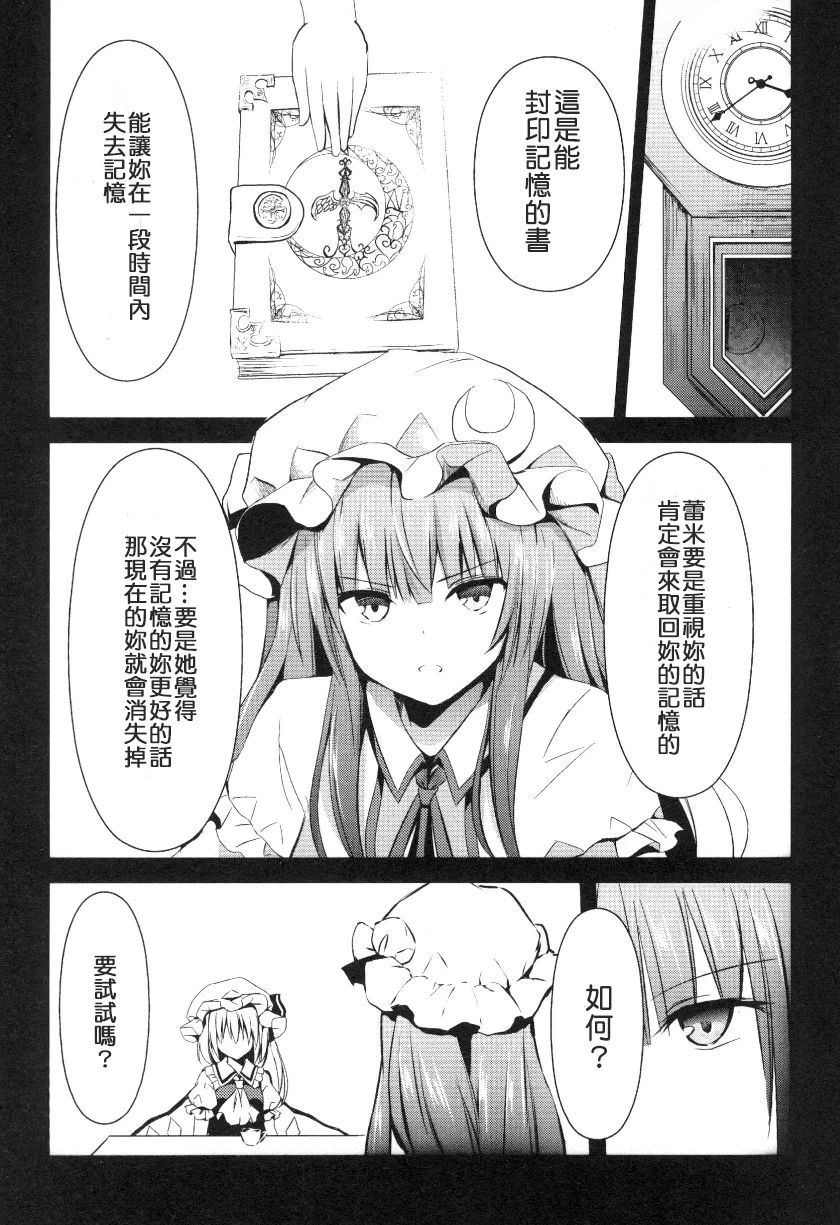 這是能
封印記憶的書
能讓妳在一段時間內
失去記憶
蕾米要是重視妳的話
肯定會來取回妳的記憶的
不過…要是她覺得
沒有記憶的妳更好的話
那現在的妳就會消失掉
如何？
要試試嗎？